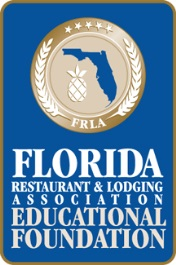 FRLA
FLORIDA
RESTAURANT & LODGING
ASSOCIATION
EDUCATIONAL
FOUNDATION